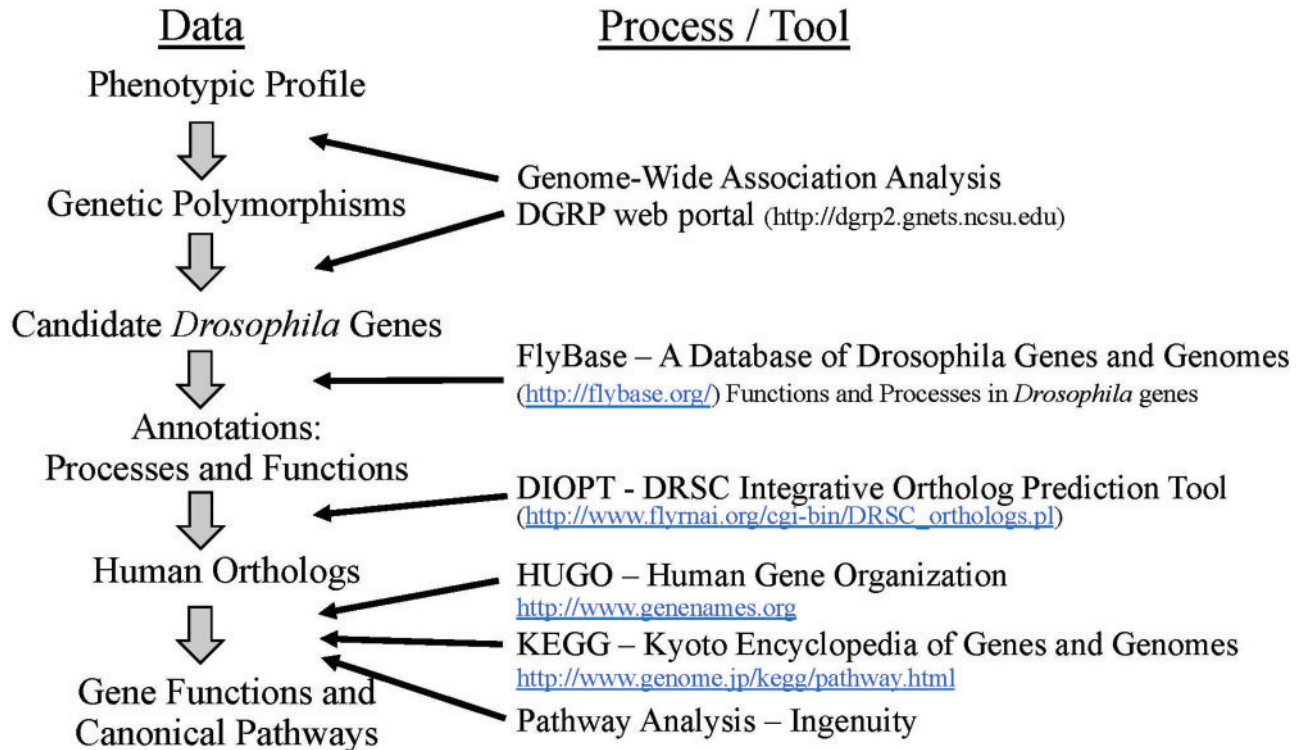 Data
Process / Tool
Phenotypic Profile
Genetic Polymorphisms
Genome-Wide Association Analysis
DGRP web portal (http://dgrp2.gnets.ncsu.edu)
Candidate Drosophila Genes
FlyBase – A Database of Drosophila Genes and Genomes
(http://flybase.org/) Functions and Processes in Drosophila genes
Annotations:
Processes and Functions
DIOPT - DRSC Integrative Ortholog Prediction Tool
(http://www.flyrnai.org/cgi-bin/DRSC_orthologs.pl)
Human Orthologs
HUGO – Human Gene Organization
http://www.genenames.org
KEGG – Kyoto Encyclopedia of Genes and Genomes
http://www.genome.jp/kegg/pathway.html
Gene Functions and
Canonical Pathways
Pathway Analysis – Ingenuity